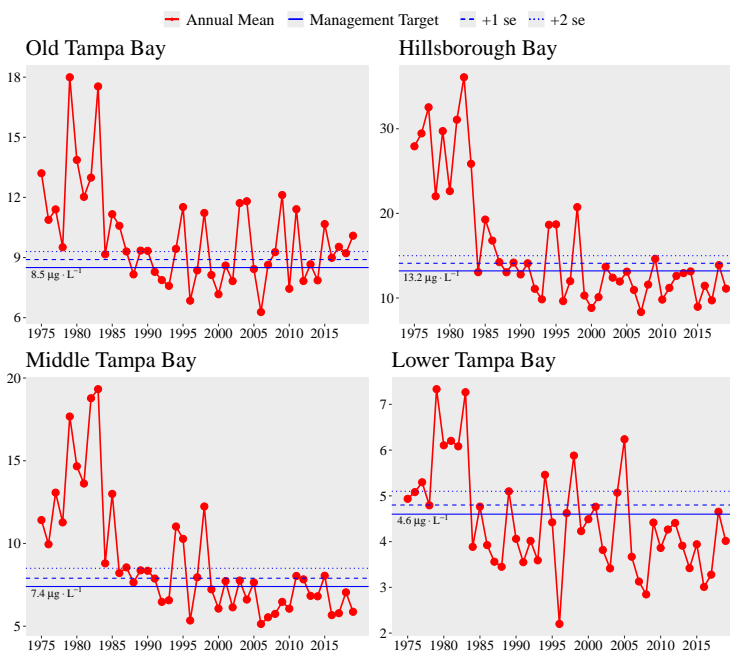 Annual Mean Management Target +1 se +2 se
Old Tampa Bay
18
15
12
9
6
8.5 μg · L⁻¹
1975 1980 1985 1990 1995 2000 2005 2010 2015
Hillsborough Bay
30
20
10
13.2 μg · L⁻¹
1975 1980 1985 1990 1995 2000 2005 2010 2015
Middle Tampa Bay
20
15
10
5
7.4 μg · L⁻¹
1975 1980 1985 1990 1995 2000 2005 2010 2015
Lower Tampa Bay
7
6
5
4
3
2
4.6 μg · L⁻¹
1975 1980 1985 1990 1995 2000 2005 2010 2015